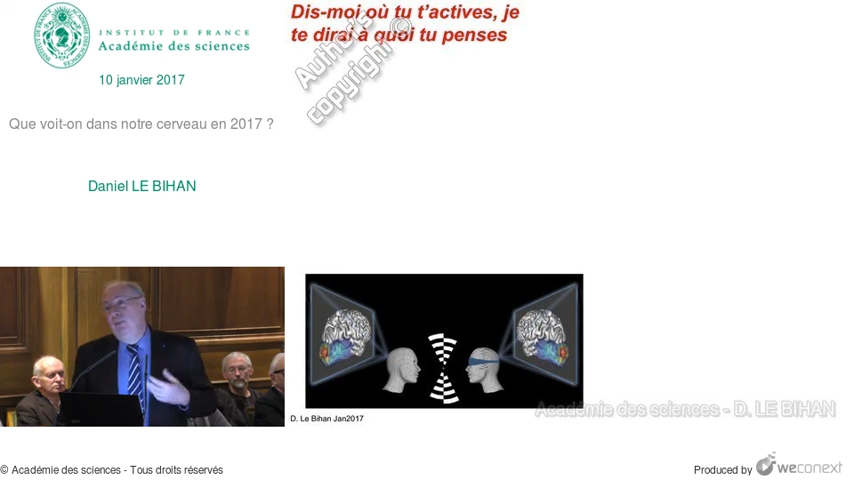 INSTITUT DE FRANCE
Académie des sciences
10 janvier 2017
Que voit-on dans notre cerveau en 2017 ?
Daniel LE BIHAN
Dis-moi où tu t'actives, je
te dirai à quoi tu penses
Author's
copyright ©
D. Le Bihan Jan2017
Académie des sciences - D. LE BIHAN
© Académie des sciences - Tous droits réservés
Produced by weconext